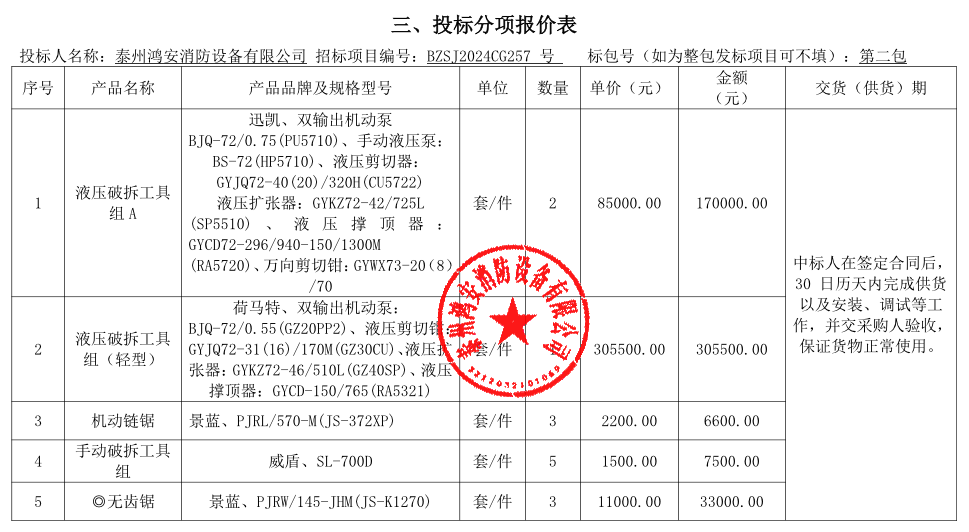 三、投标分项报价表
投标人名称：泰州鸿安消防设备有限公司 招标项目编号：BZSJ2024CG257 号 标包号（如为整包发标项目可不填）：第二包
序号 产品名称 产品品牌及规格型号 单位 数量 单价（元） 金额（元） 交货（供货）期
1
液压破拆工具
组A
迅凯、双输出机动泵
BJQ-72/0.75(PU5710)、手动液压泵：
BS-72(HP5710)、液压剪切器：
GYJQ72-40(20)/320H(CU5722)
液压扩张器：GYKZ72-42/725L
(SP5510) 、 液 压 撑 顶 器 ：
GYCD72-296/940-150/1300M
(RA5720)、万向剪切钳：GYWX73-20（8）
/70
套/件
2
85000.00
170000.00
中标人在签定合同后，
30 日历天内完成供货
以及安装、调试等工
作，并交采购人验收，
保证货物正常使用。
2
液压破拆工具
组（轻型）
荷马特、双输出机动泵：
BJQ-72/0.55(GZ20PP2)、液压剪切钳：
GYJQ72-31(16)/170M(GZ30CU)、液压扩
张器：GYKZ72-46/510L(GZ40SP)、液压
撑顶器：GYCD-150/765(RA5321)
套/件
305500.00
305500.00
泰州鸿安消防设备有限公司
3212032101069
3 机动链锯 景蓝、PJRL/570-M(JS-372XP) 套/件 3 2200.00 6600.00
4
手动破拆工具
组
威盾、SL-700D 套/件 5 1500.00 7500.00
5 ◎无齿锯 景蓝、PJRW/145-JHM(JS-K1270) 套/件 3 11000.00 33000.00